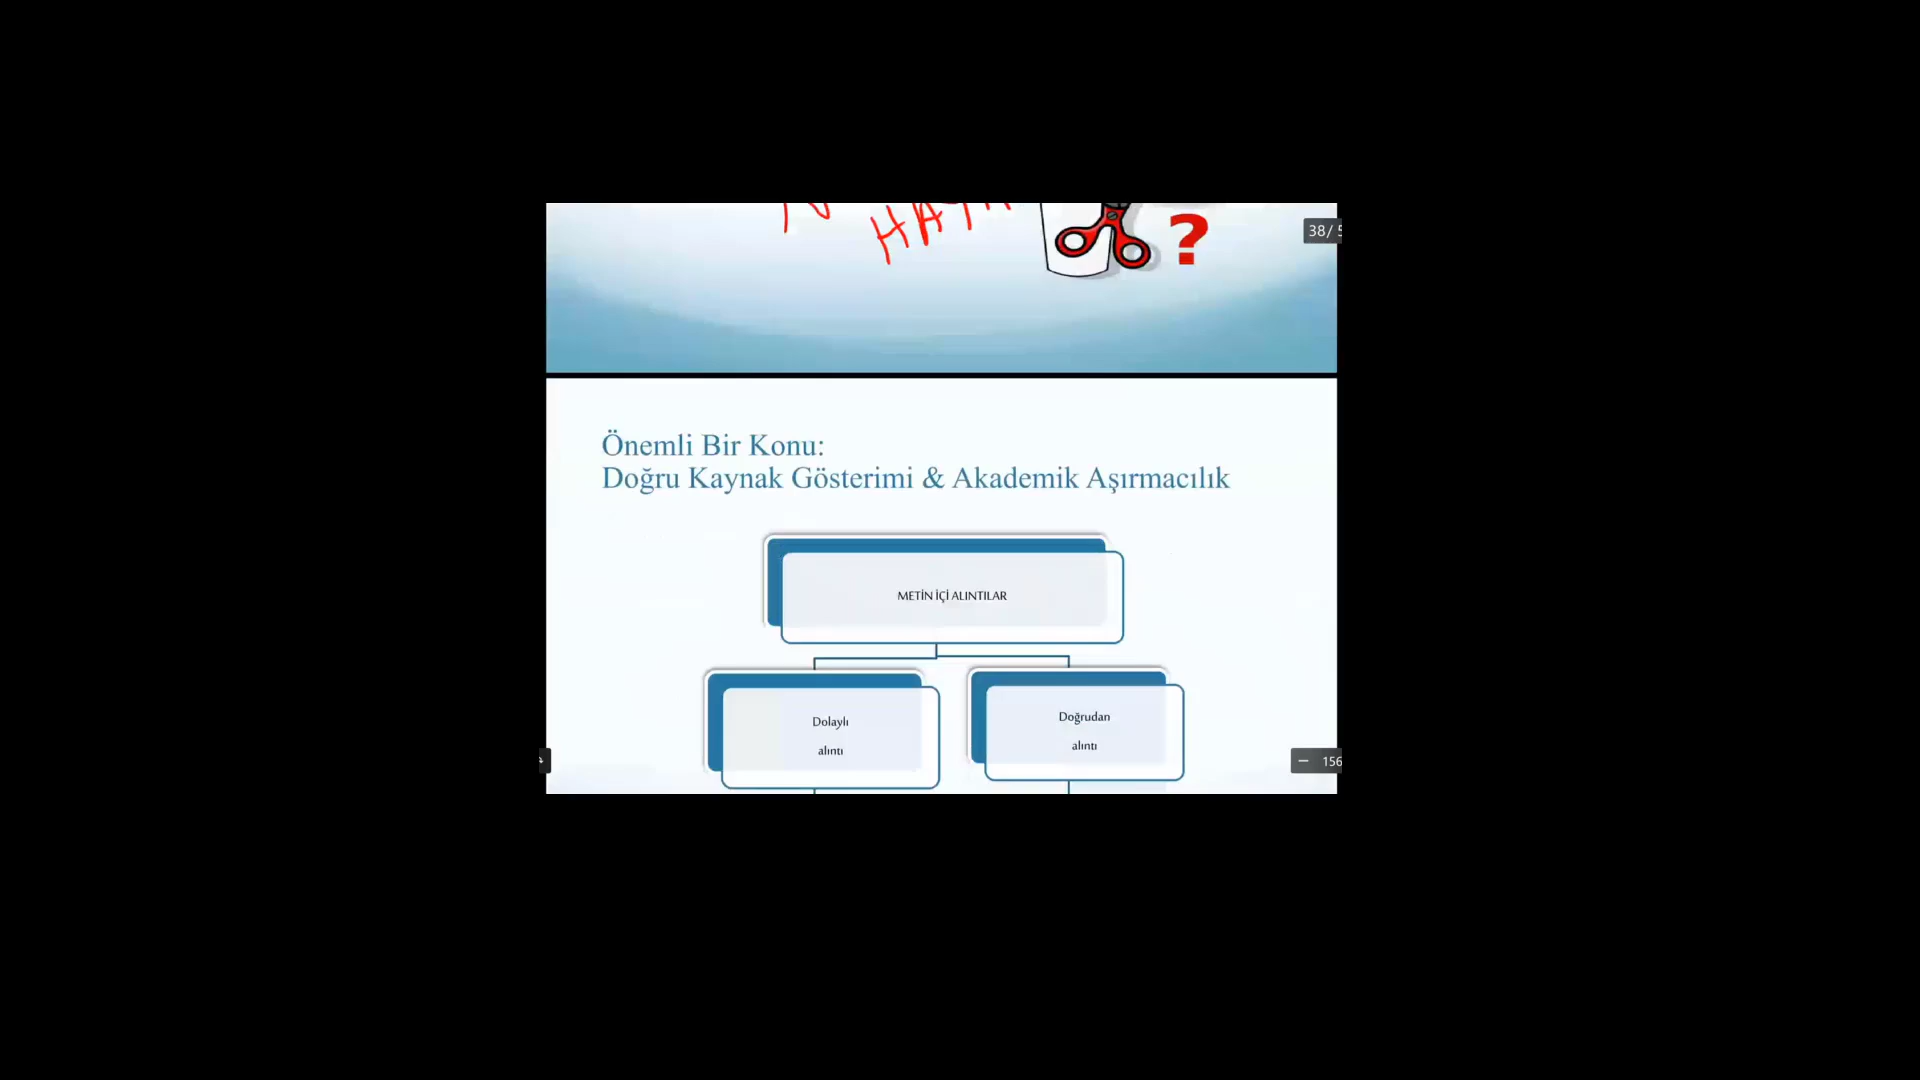 ?
38/
Önemli Bir Konu:
Doğru Kaynak Gösterimi & Akademik Aşırmacılık
METİN İÇİ ALINTILAR
Dolaylı
alıntı
Doğrudan
alıntı
156